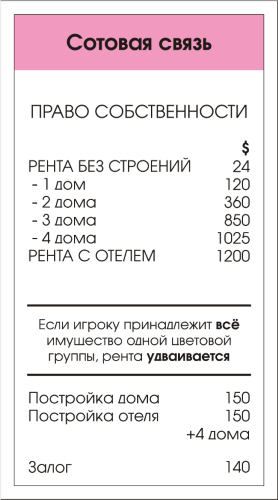 Сотовая связь
ПРАВО СОБСТВЕННОСТИ
$
РЕНТА БЕЗ СТРОЕНИЙ 24
- 1 дом 120
- 2 дома 360
- 3 дома 850
- 4 дома 1025
РЕНТА С ОТЕЛЕМ 1200
Если игроку принадлежит всё
имущество одной цветовой
группы, рента удваивается
Постройка дома 150
Постройка отеля 150
+4 дома
Залог 140